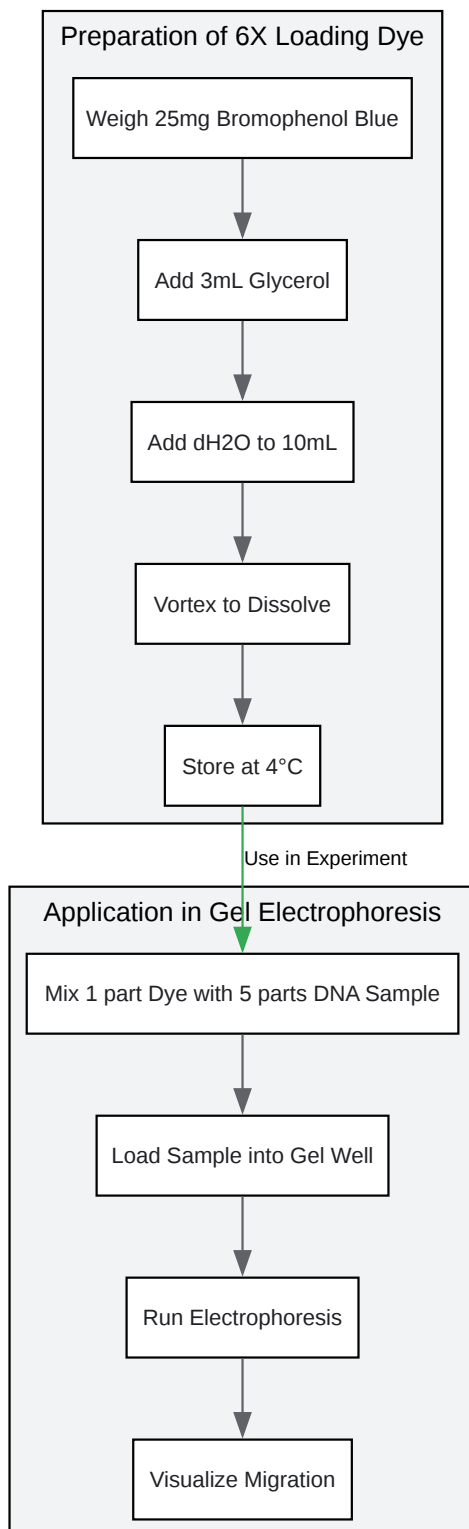 Preparation of 6X Loading Dye
Weigh 25mg Bromophenol Blue
Add 3mL Glycerol
Add dH2O to 10mL
Vortex to Dissolve
Store at 4°C
Use in Experiment
Application in Gel Electrophoresis
Mix 1 part Dye with 5 parts DNA Sample
Load Sample into Gel Well
Run Electrophoresis
Visualize Migration